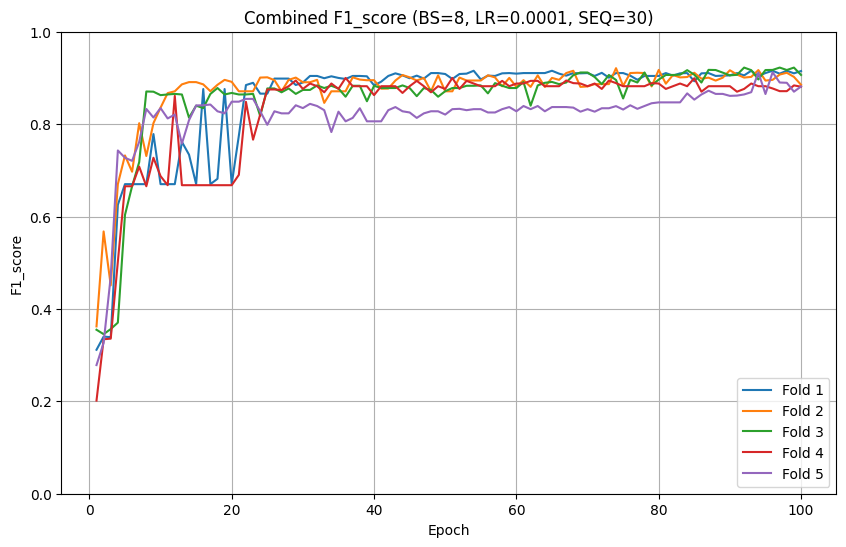 Combined F1_score (BS=8, LR=0.0001, SEQ=30)
F1_score
1.0
0.8
0.6
0.4
0.2
0.0
0 20 40 60 80 100
Epoch
Fold 1
Fold 2
Fold 3
Fold 4
Fold 5